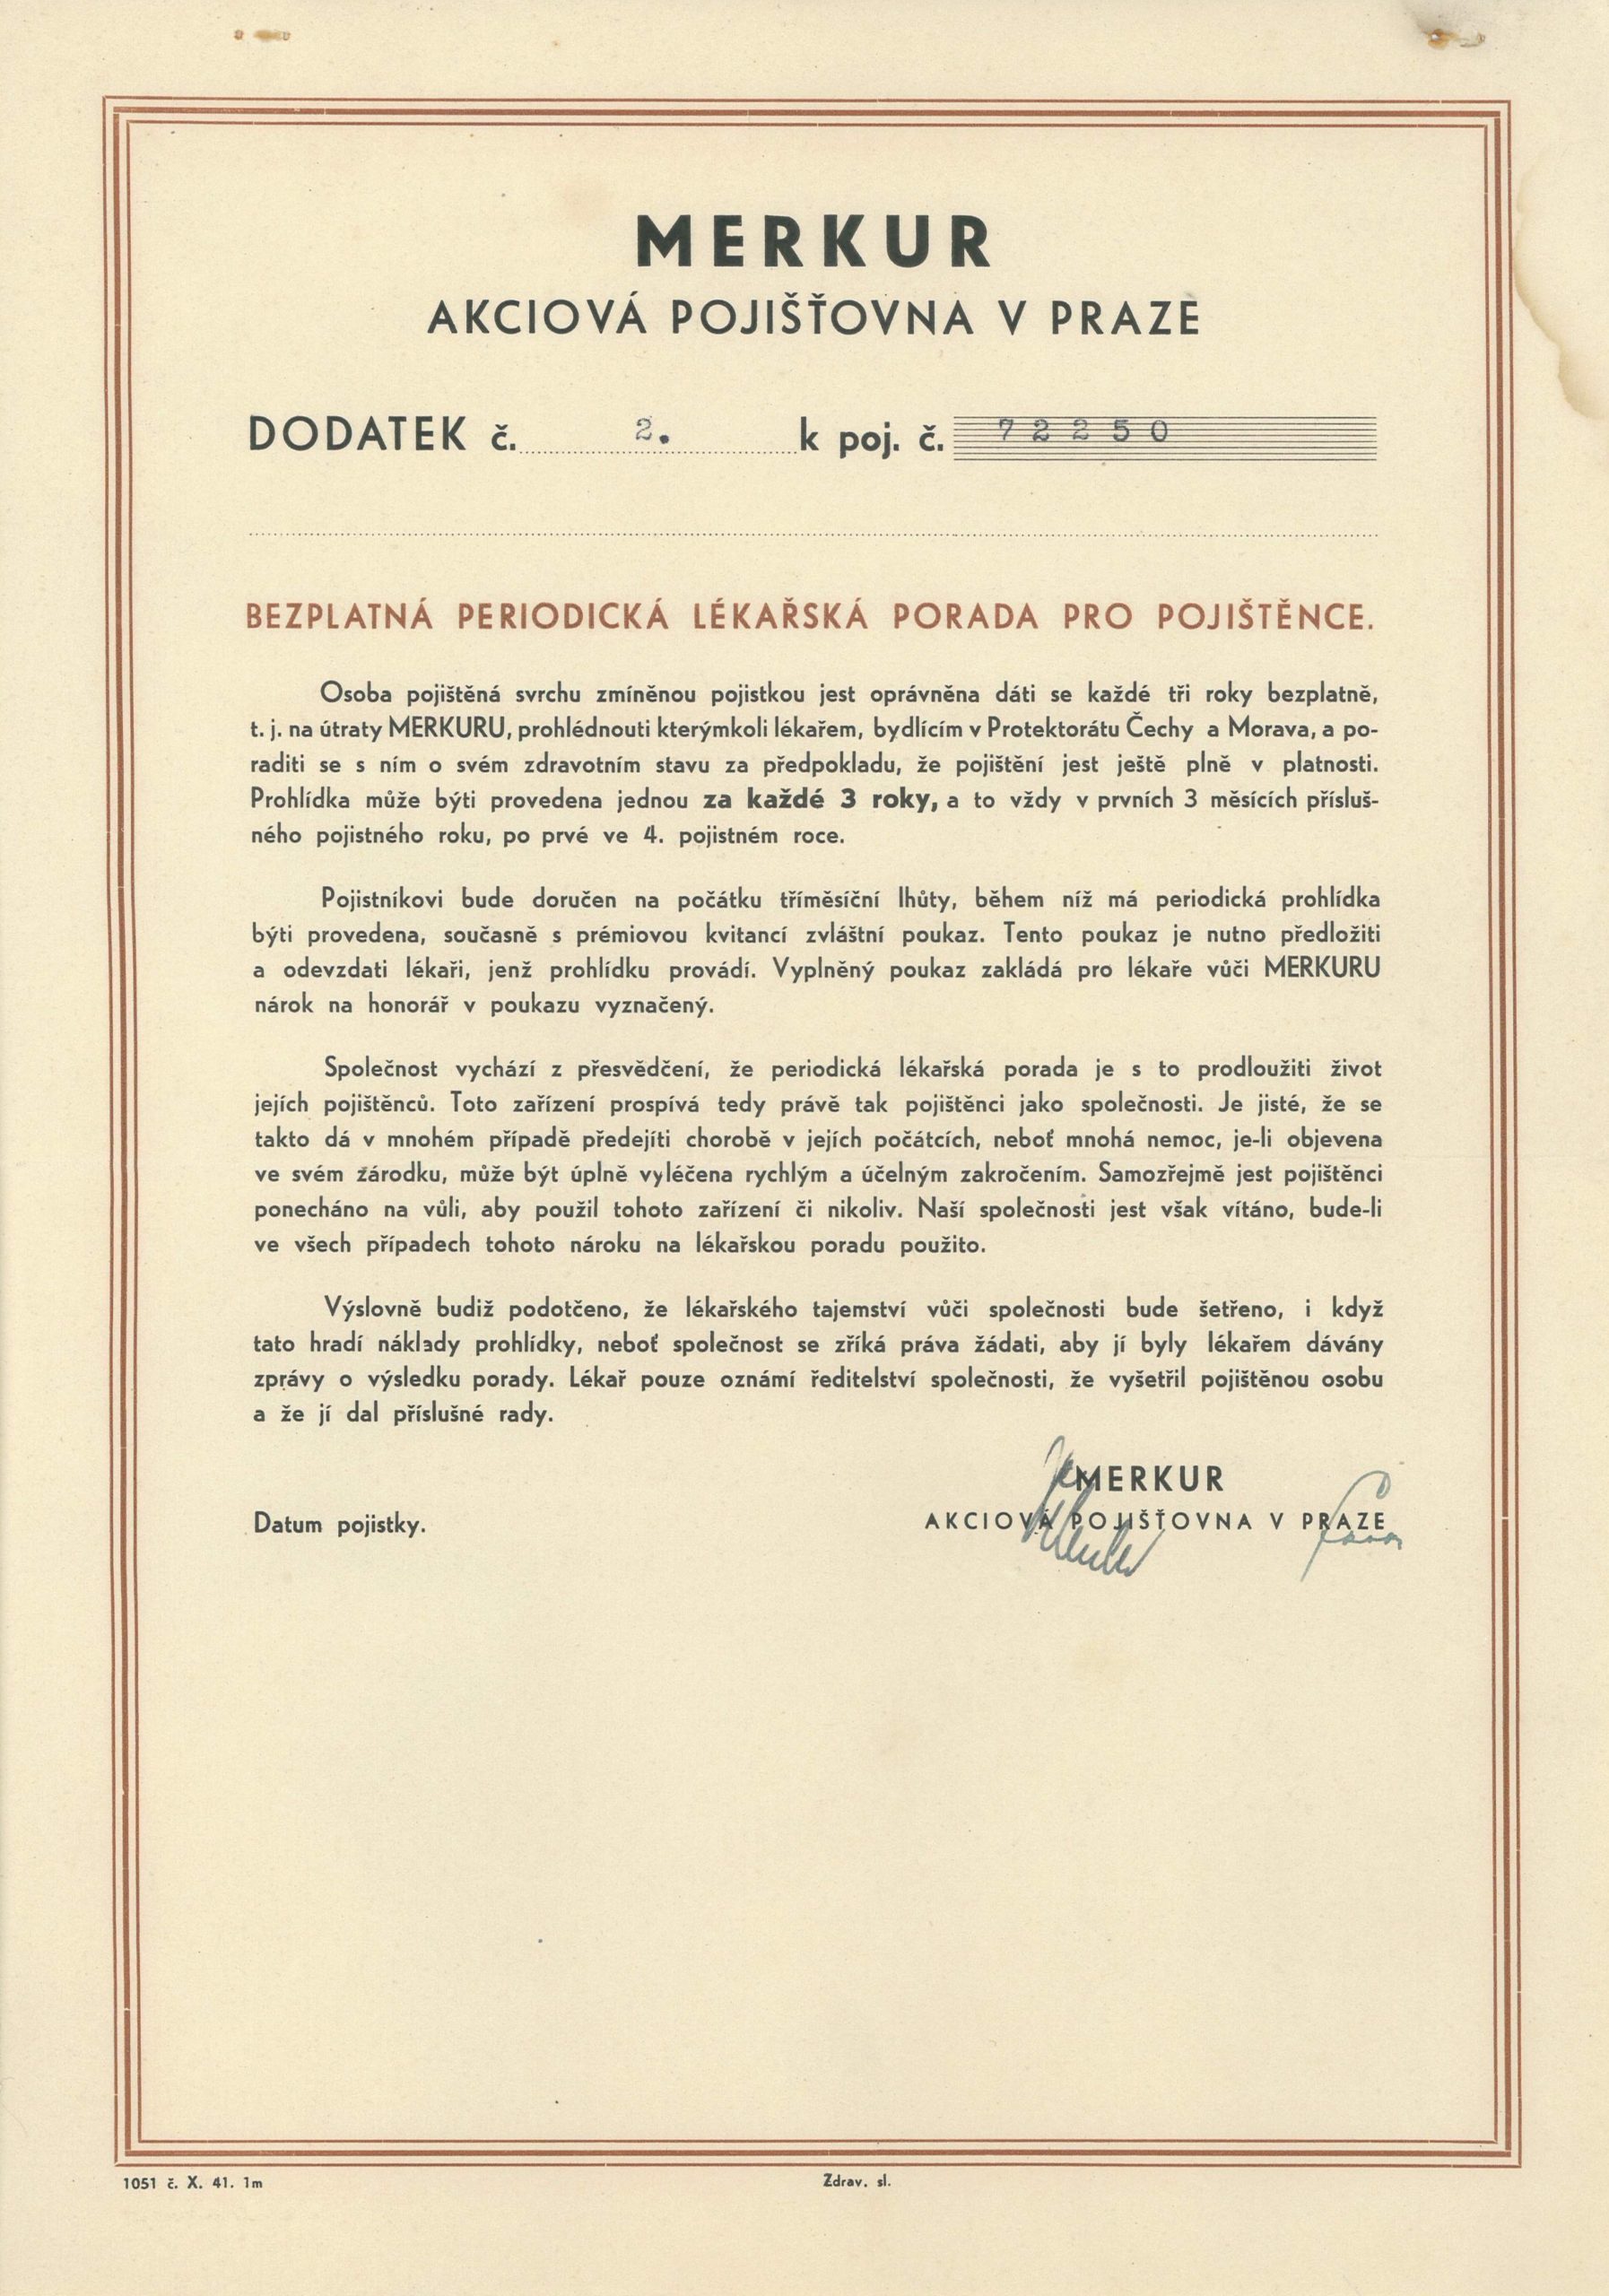 MERKUR
AKCIOVÁ POJIŠŤOVNA V PRAZE
DODATEK č. 2. k poj. č. 72250
BEZPLATNÁ PERIODICKÁ LÉKAŘSKÁ PORADA PRO POJIŠTĚNCE.
Osoba pojištěná svrchu zmíněnou pojistkou jest oprávněna dáti se každé tři roky bezplatně,
t. j. na útraty MERKURU, prohlédnouti kterýmkoli lékařem, bydlícím v Protektorátu Čechy a Morava, a po-
raditi se s ním o svém zdravotním stavu za předpokladu, že pojištění jest ještě plně v platnosti.
Prohlídka může býti provedena jednou za každé 3 roky, a to vždy v prvních 3 měsících přísluš-
ného pojistného roku, po prvé ve 4. pojistném roce.
Pojistníkovi bude doručen na počátku tříměsíční lhůty, během níž má periodická prohlídka
býti provedena, současně s prémiovou kvitancí zvláštní poukaz. Tento poukaz je nutno předložiti
a odevzdati lékaři, jenž prohlídku provádí. Vyplněný poukaz zakládá pro lékaře vůči MERKURU
nárok na honorář v poukazu vyznačený.
Společnost vychází z přesvědčení, že periodická lékařská porada je s to prodloužiti život
jejích pojištěnců. Toto zařízení prospívá tedy právě tak pojištěnci jako společnosti. Je jisté, že se
takto dá v mnohém případě předejíti chorobě v jejích počátcích, neboť mnohá nemoc, je-li objevena
ve svém zárodku, může být úplně vyléčena rychlým a účelným zakročením. Samozřejmě jest pojištěnci
ponecháno na vůli, aby použil tohoto zařízení či nikoliv. Naší společnosti jest však vítáno, bude-li
ve všech případech tohoto nároku na lékařskou poradu použito.
Výslovně budiž podotčeno, že lékařského tajemství vůči společnosti bude šetřeno, i když
tato hradí náklady prohlídky, neboť společnost se zříká práva žádati, aby jí byly lékařem dávány
zprávy o výsledku porady. Lékař pouze oznámí ředitelství společnosti, že vyšetřil pojištěnou osobu
a že jí dal příslušné rady.
MERKUR
Datum pojistky. AKCIOVÁ POJIŠŤOVNA V PRAZE
1051 č. X. 41. 1m Zdrav. sl.